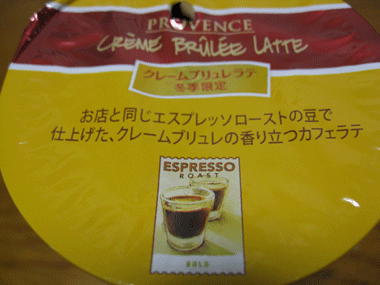 PROVENCE
CRÈME BRÛLÉE LATTE
クレームブリュレラテ
冬季限定
お店と同じエスプレッソローストの豆で
仕上げた、クレームブリュレの香り立つカフェラテ
ESPRESSO
ROAST